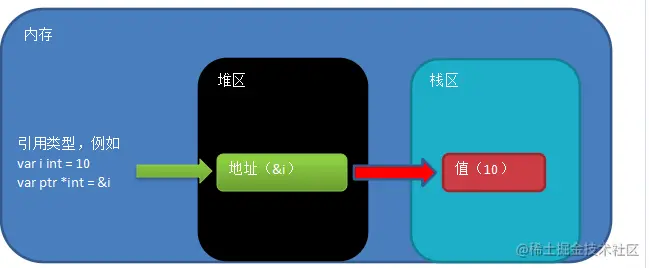 内存
堆区
栈区
引用类型，例如
var i int = 10
var ptr *int = &i
地址（&i）
值（10）
@稀土掘金技术社区